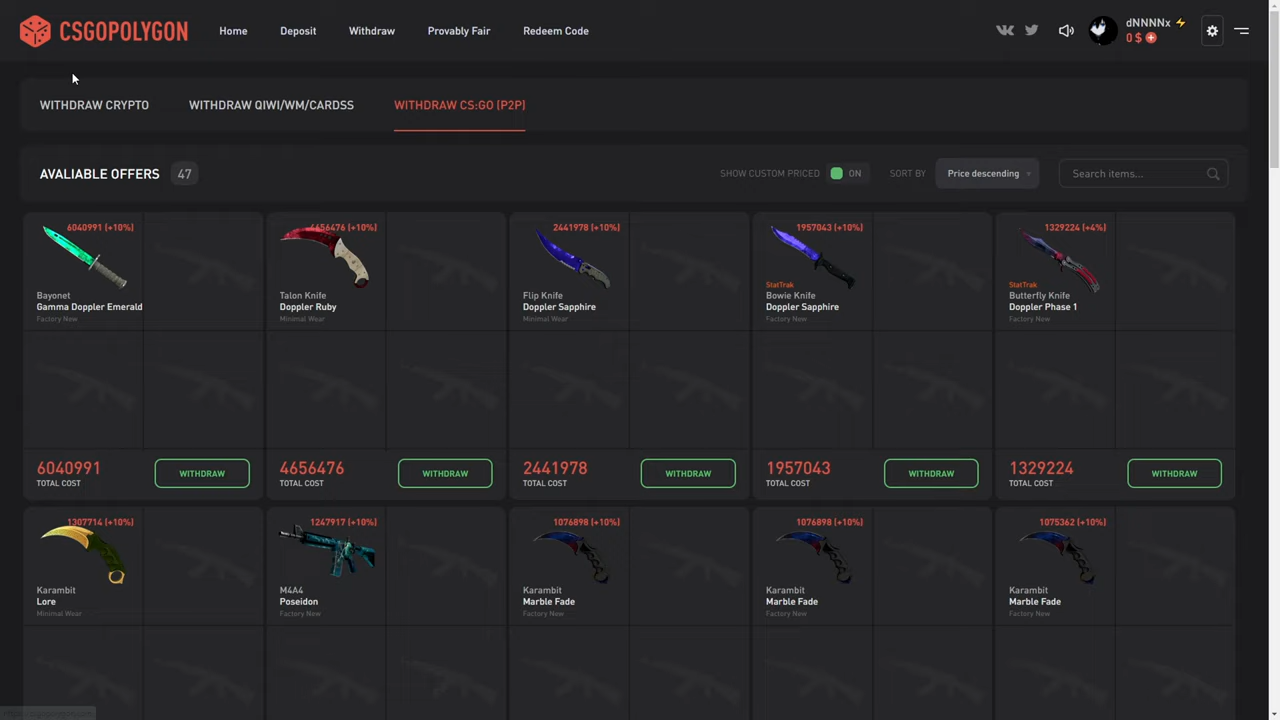 CSGOPOLYGON
Home Deposit Withdraw Provably Fair Redeem Code
dNNNNx
0 $
WITHDRAW CRYPTO WITHDRAW QIWI/WM/CARDSS WITHDRAW CS:GO (P2P)
AVALIABLE OFFERS 47 SHOW CUSTOM PRICED ON SORT BY Price descending Search items...
6040991 (+10%) 4656476 (+10%) 2441978 (+10%) 1957043 (+10%) 1329224 (+4%)
StatTrak StatTrak
Bayonet Talon Knife Flip Knife Bowie Knife Butterfly Knife
Gamma Doppler Emerald Doppler Ruby Doppler Sapphire Doppler Sapphire Doppler Phase 1
Factory New Minimal Wear Minimal Wear Factory New Factory New
6040991 WITHDRAW 4656476 WITHDRAW 2441978 WITHDRAW 1957043 WITHDRAW 1329224 WITHDRAW
TOTAL COST TOTAL COST TOTAL COST TOTAL COST TOTAL COST
1307714 (+10%) 1247917 (+10%) 1076898 (+10%) 1076898 (+10%) 1075362 (+10%)
Karambit M4A4 Karambit Karambit Karambit
Lore Poseidon Marble Fade Marble Fade Marble Fade
Minimal Wear Factory New Factory New Factory New Factory New